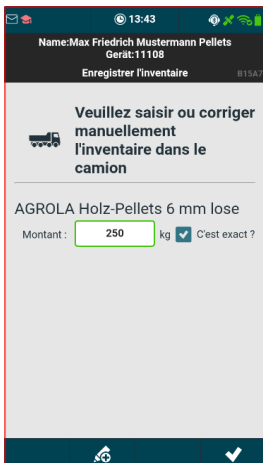 13:43
Name:Max Friedrich Mustermann Pellets
Gerät:11108
Enregistrer l'inventaire B15A7
Veuillez saisir ou corriger
manuellement
l'inventaire dans le
camion
AGROLA Holz-Pellets 6 mm lose
Montant : 250 kg C'est exact ?